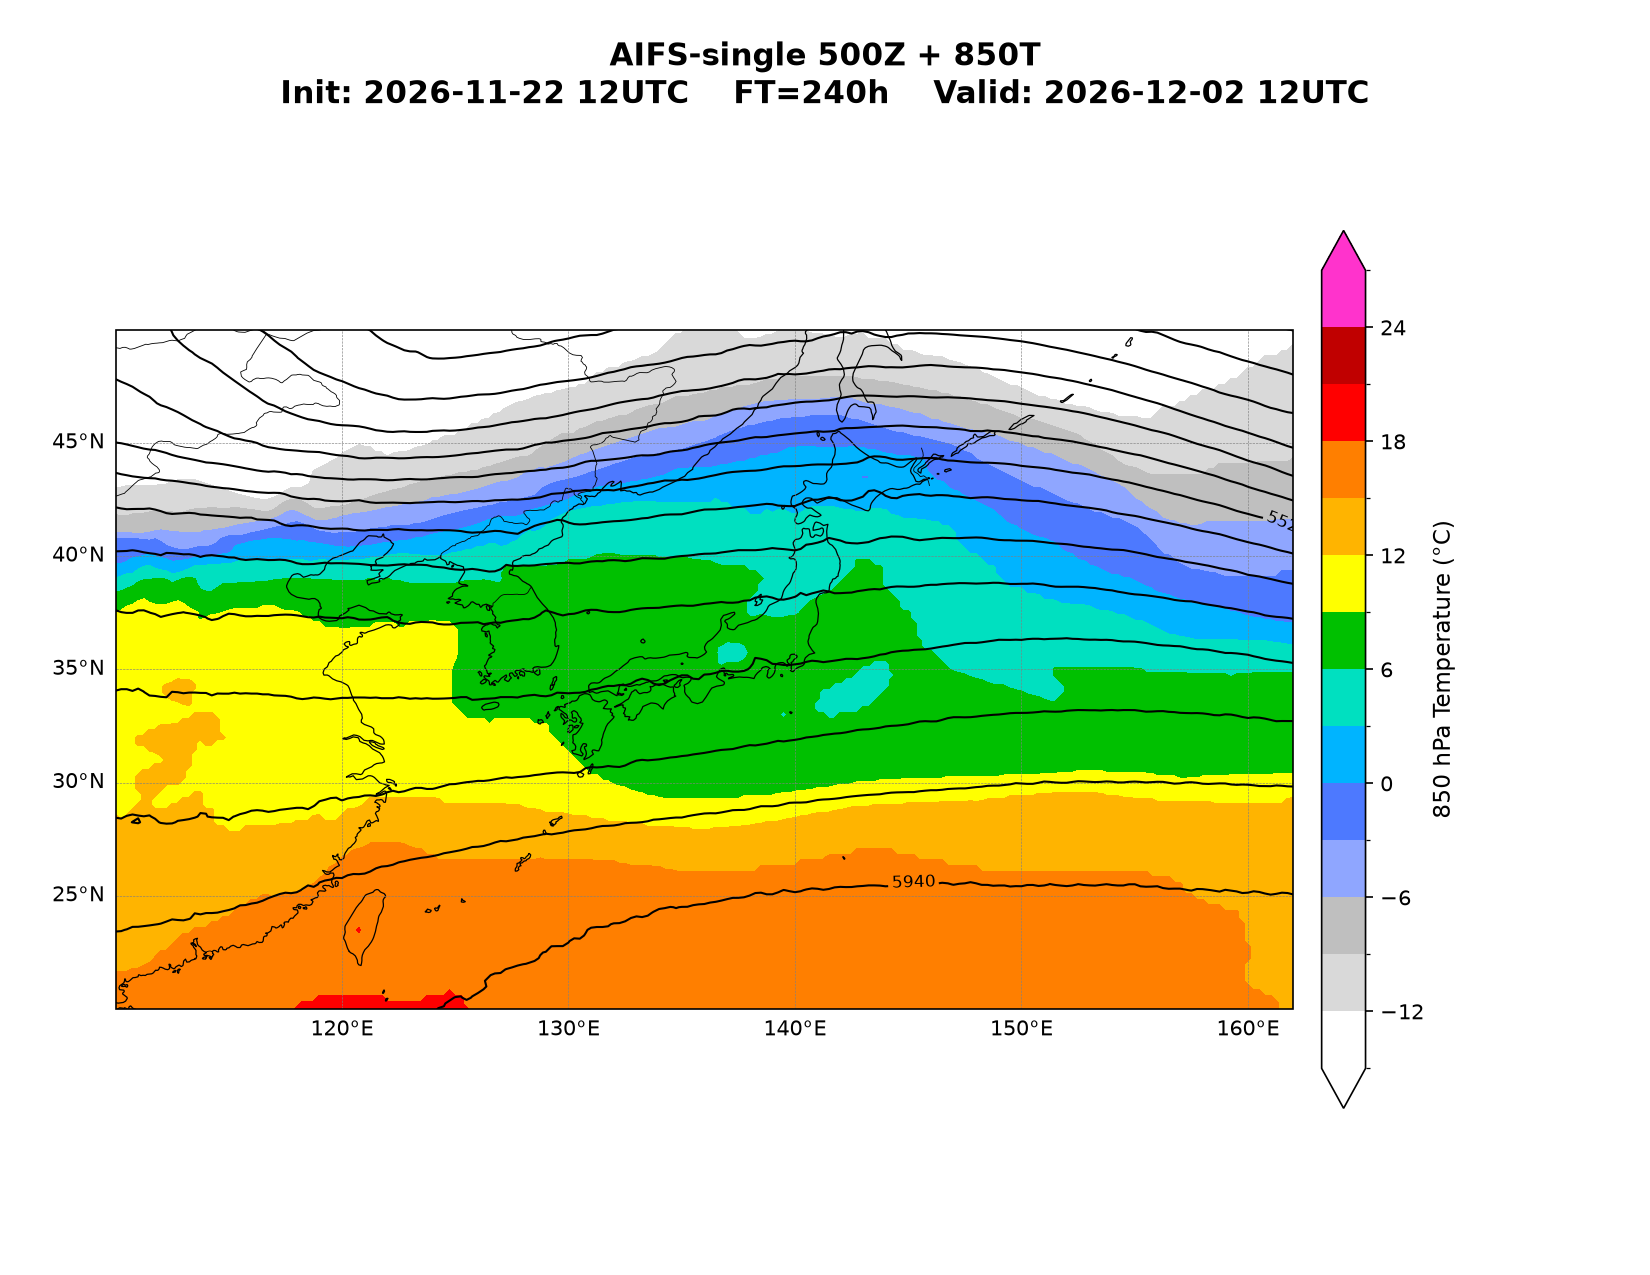 AIFS-single 500Z + 850T
Init: 2026-11-22 12UTC    FT=240h    Valid: 2026-12-02 12UTC
24
18
12
6
0
−6
−12
850 hPa Temperature (°C)
45°N
40°N
35°N
30°N
25°N
5940
120°E
130°E
140°E
150°E
160°E